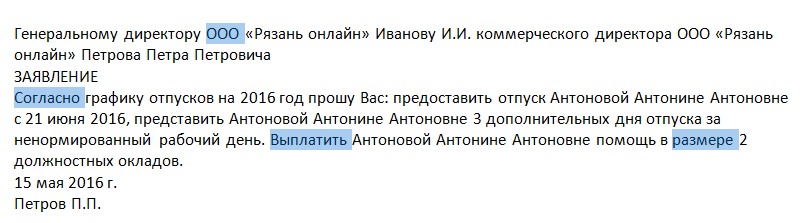 Генеральному директору ООО «Рязань онлайн» Иванову И.И. коммерческого директора ООО «Рязань
онлайн» Петрова Петра Петровича
ЗАЯВЛЕНИЕ
Согласно графику отпусков на 2016 год прошу Вас: предоставить отпуск Антоновой Антонине Антоновне
с 21 июня 2016, представить Антоновой Антонине Антоновне 3 дополнительных дня отпуска за
ненормированный рабочий день. Выплатить Антоновой Антонине Антоновне помощь в размере 2
должностных окладов.
15 мая 2016 г.
Петров П.П.